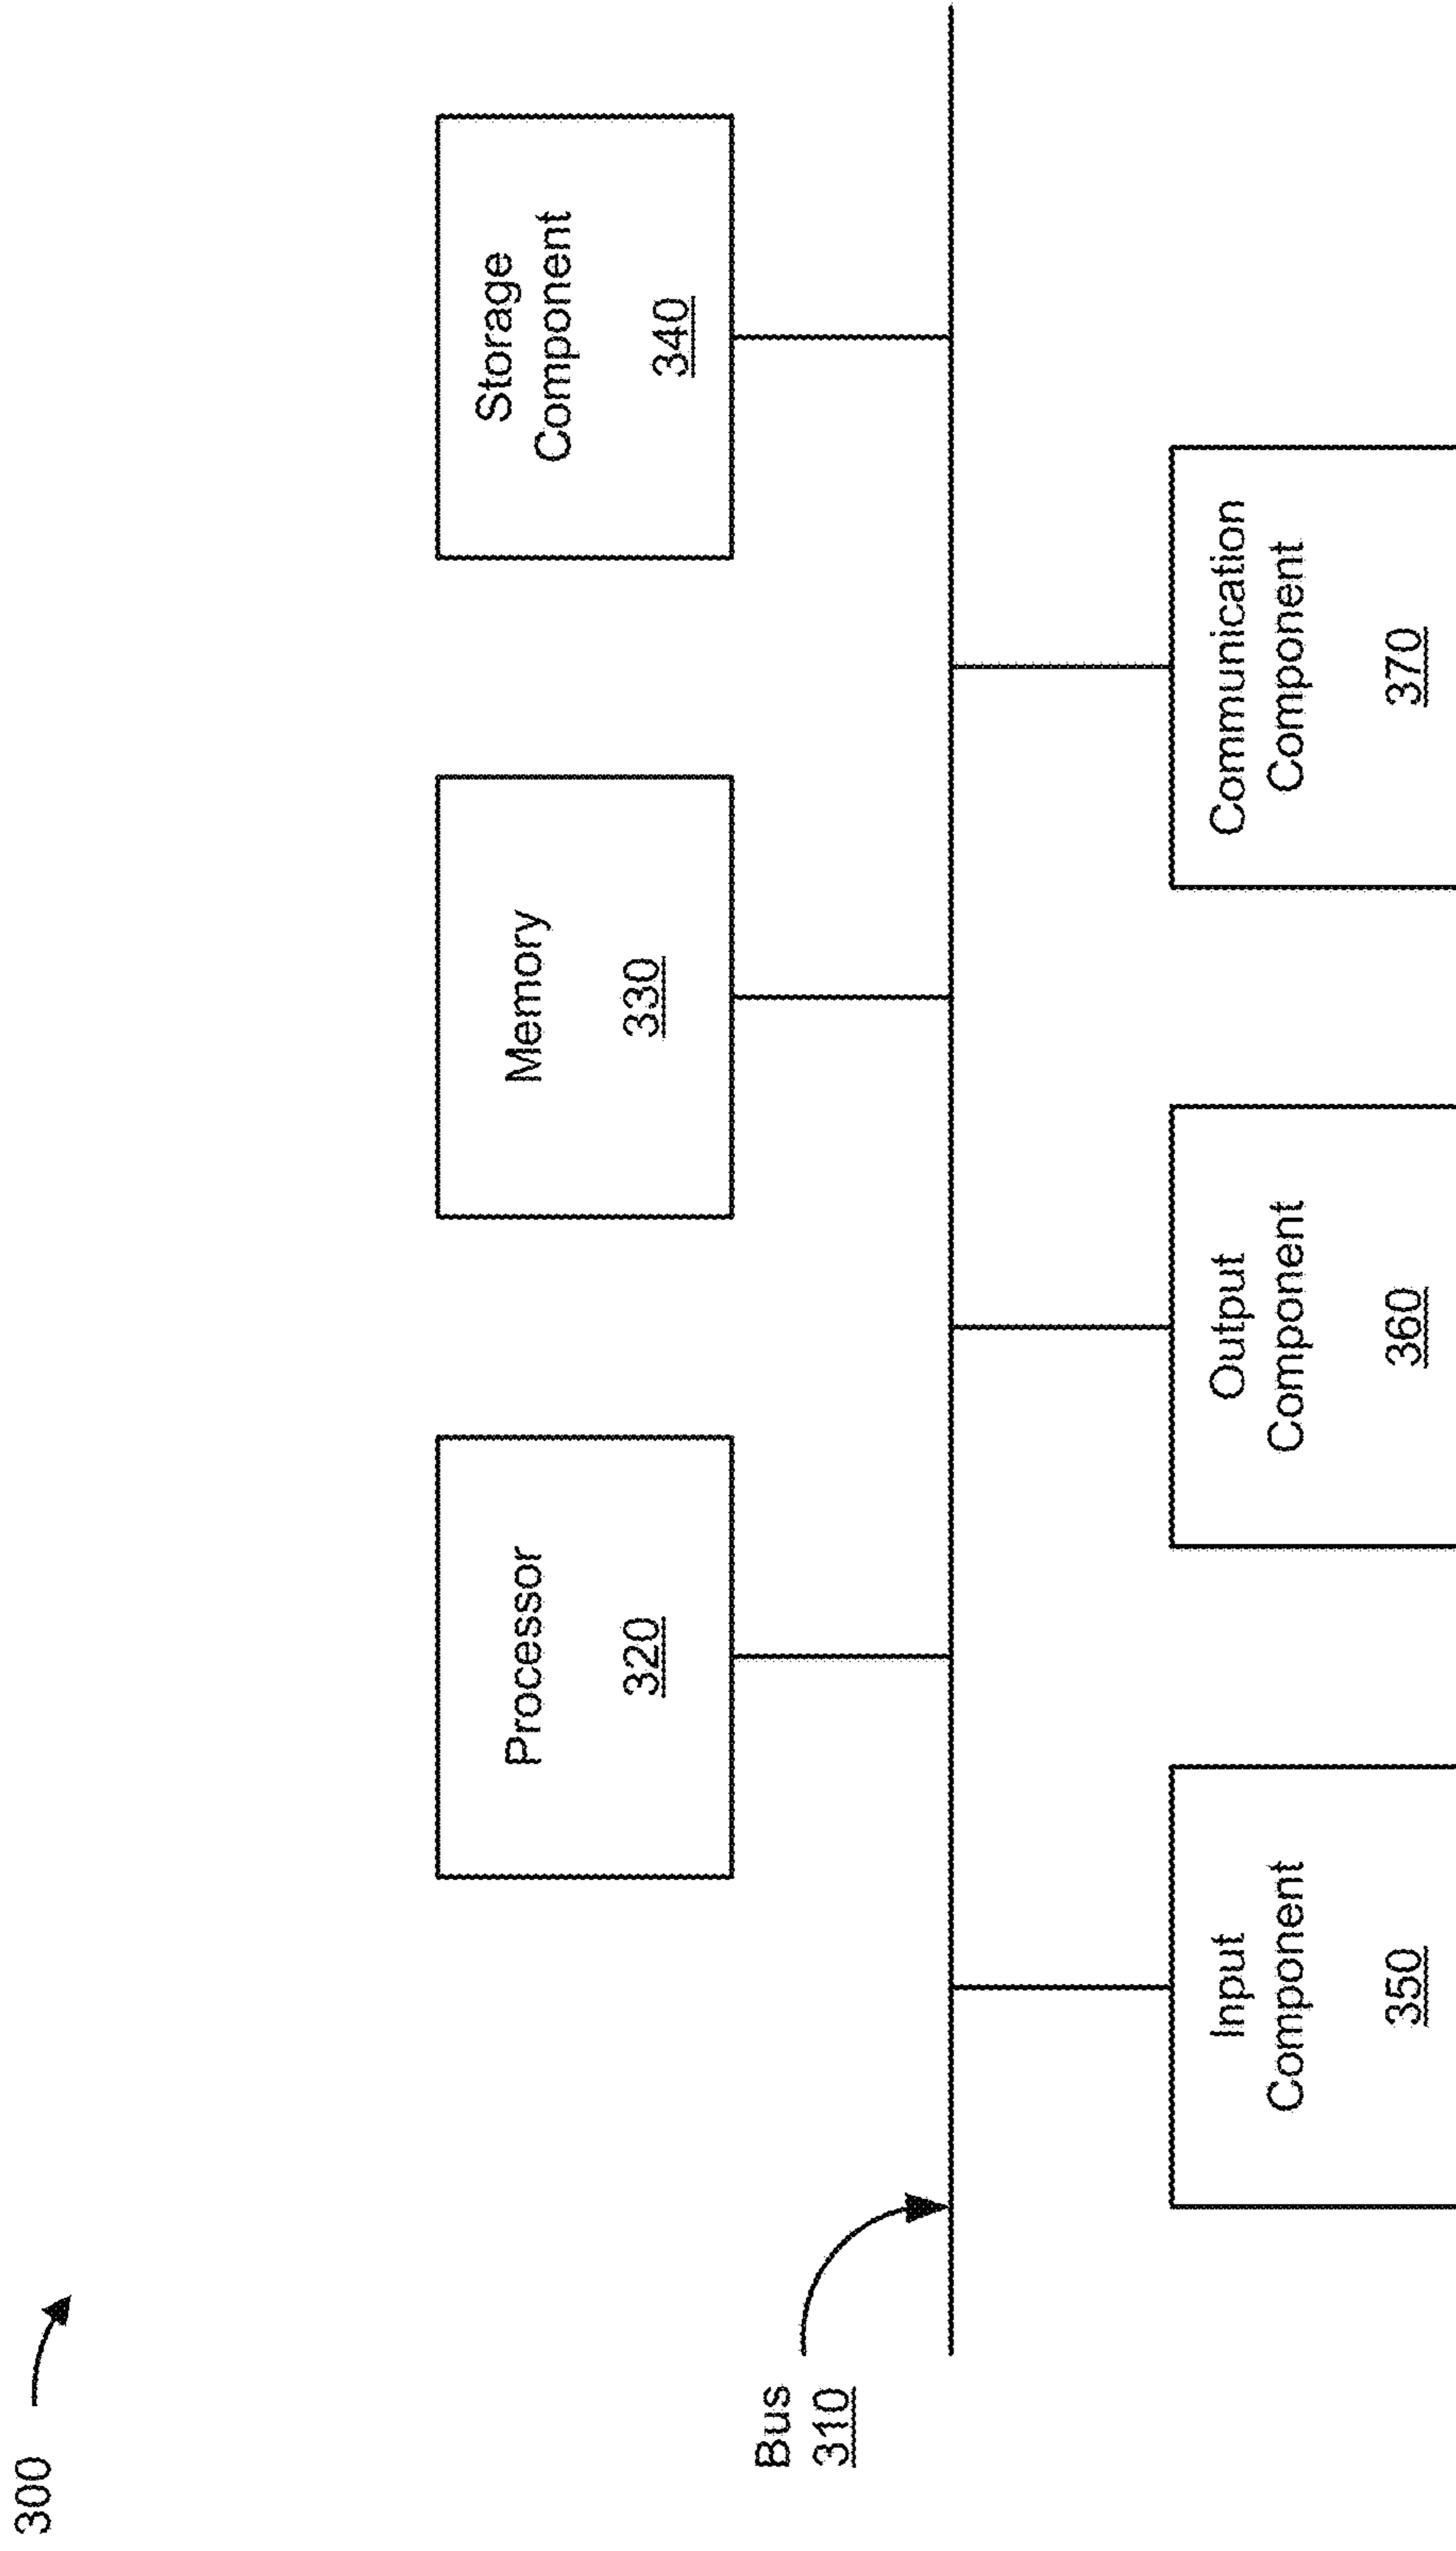 300
Processor
320
Memory
330
Storage
Component
340
Bus
310
Input
Component
350
Output
Component
360
Communication
Component
370